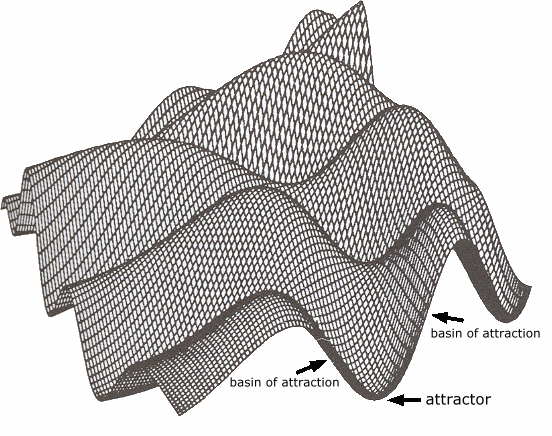 basin of attraction
basin of attraction
attractor